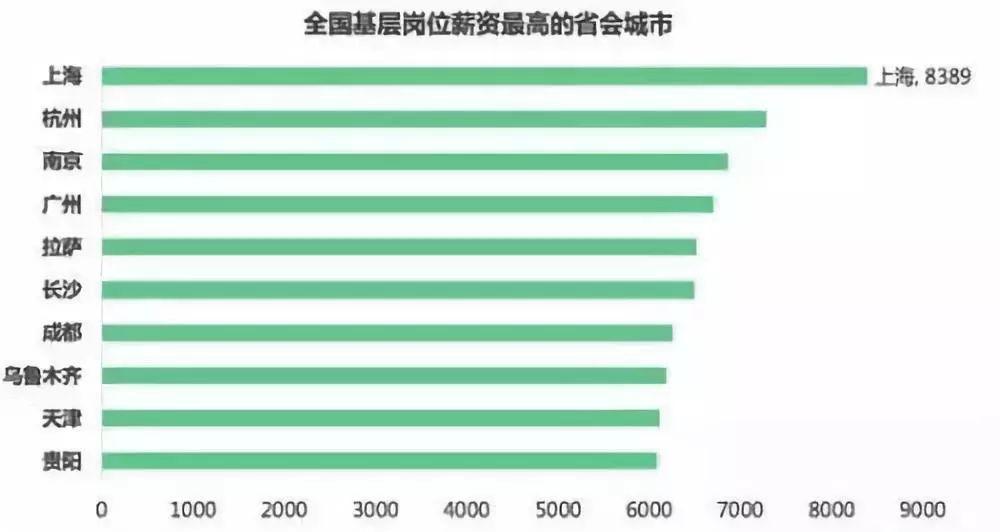 全国基层岗位薪资最高的省会城市
上海
上海, 8389
杭州
南京
广州
拉萨
长沙
成都
乌鲁木齐
天津
贵阳
0 1000 2000 3000 4000 5000 6000 7000 8000 9000